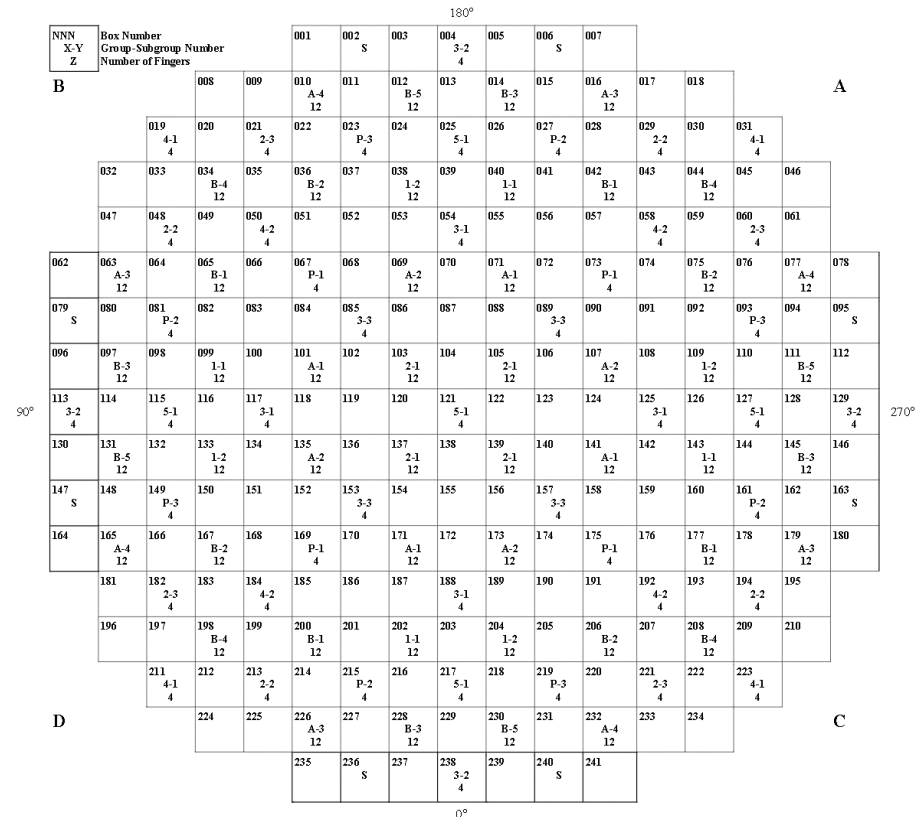 180°
NNN Box Number
X-Y Group-Subgroup Number
Z Number of Fingers
001 002 003 004 005 006 007
S 3-2 S
4
B A
008 009 010 011 012 013 014 015 016 017 018
A-4 B-5 B-3 A-3
12 12 12 12
019 020 021 022 023 024 025 026 027 028 029 030 031
4-1 2-3 P-3 5-1 P-2 2-2 4-1
4 4 4 4 4 4 4
032 033 034 035 036 037 038 039 040 041 042 043 044 045 046
B-4 B-2 1-2 1-1 B-1 B-4
12 12 12 12 12 12
047 048 049 050 051 052 053 054 055 056 057 058 059 060 061
2-2 4-2 3-1 4-2 2-3
4 4 4 4 4
062 063 064 065 066 067 068 069 070 071 072 073 074 075 076 077 078
A-3 B-1 P-1 A-2 A-1 P-1 B-2 A-4
12 12 4 12 12 4 12 12
079 080 081 082 083 084 085 086 087 088 089 090 091 092 093 094 095
S P-2 3-3 3-3 P-3 S
4 4 4 4
096 097 098 099 100 101 102 103 104 105 106 107 108 109 110 111 112
B-3 1-1 A-1 2-1 2-1 A-2 1-2 B-5
12 12 12 12 12 12 12 12
90° 113 114 115 116 117 118 119 120 121 122 123 124 125 126 127 128 129 270°
3-2 5-1 3-1 5-1 3-1 5-1 3-2
4 4 4 4 4 4 4
130 131 132 133 134 135 136 137 138 139 140 141 142 143 144 145 146
B-5 1-2 A-2 2-1 2-1 A-1 1-1 B-3
12 12 12 12 12 12 12 12
147 148 149 150 151 152 153 154 155 156 157 158 159 160 161 162 163
S P-3 3-3 3-3 P-2 S
4 4 4 4
164 165 166 167 168 169 170 171 172 173 174 175 176 177 178 179 180
A-4 B-2 P-1 A-1 A-2 P-1 B-1 A-3
12 12 4 12 12 4 12 12
181 182 183 184 185 186 187 188 189 190 191 192 193 194 195
2-3 4-2 3-1 4-2 2-2
4 4 4 4 4
196 197 198 199 200 201 202 203 204 205 206 207 208 209 210
B-4 B-1 1-1 1-2 B-2 B-4
12 12 12 12 12 12
211 212 213 214 215 216 217 218 219 220 221 222 223
4-1 2-2 P-2 5-1 P-3 2-3 4-1
4 4 4 4 4 4 4
D C
224 225 226 227 228 229 230 231 232 233 234
A-3 B-3 B-5 A-4
12 12 12 12
235 236 237 238 239 240 241
S 3-2 S
4
0°